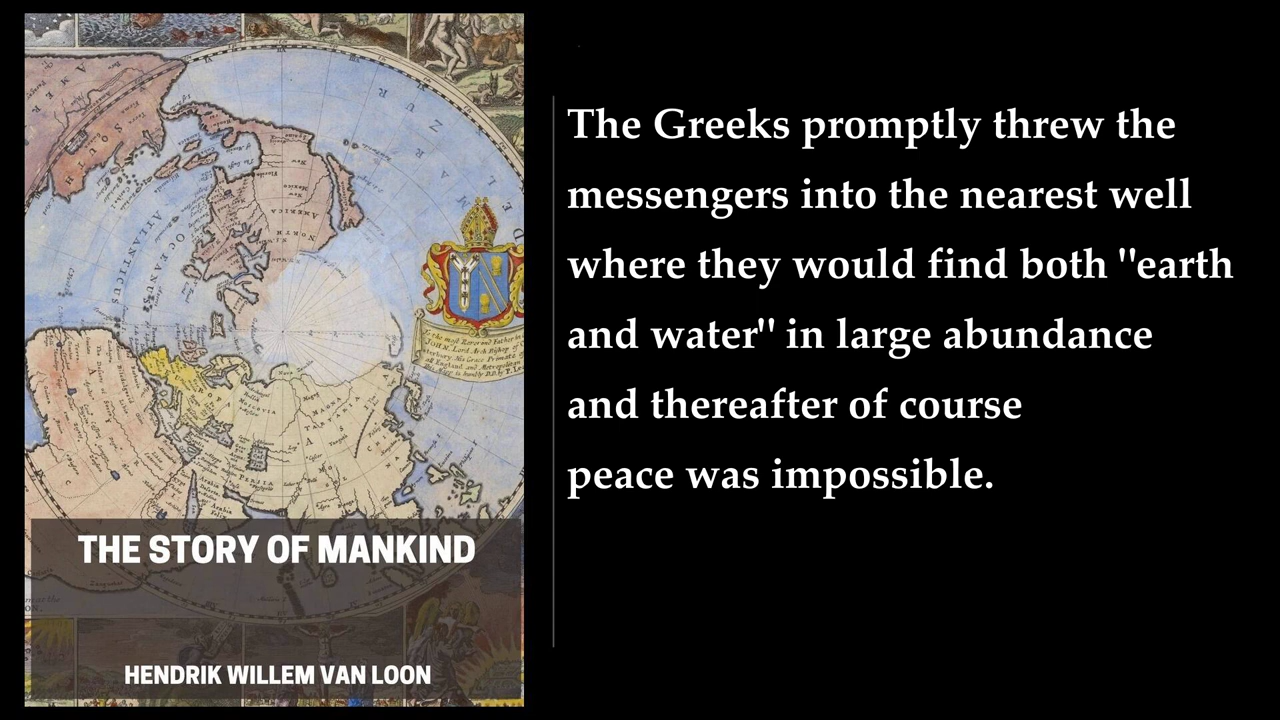 THE STORY OF MANKIND
HENDRIK WILLEM VAN LOON
The Greeks promptly threw the
messengers into the nearest well
where they would find both "earth
and water" in large abundance
and thereafter of course
peace was impossible.